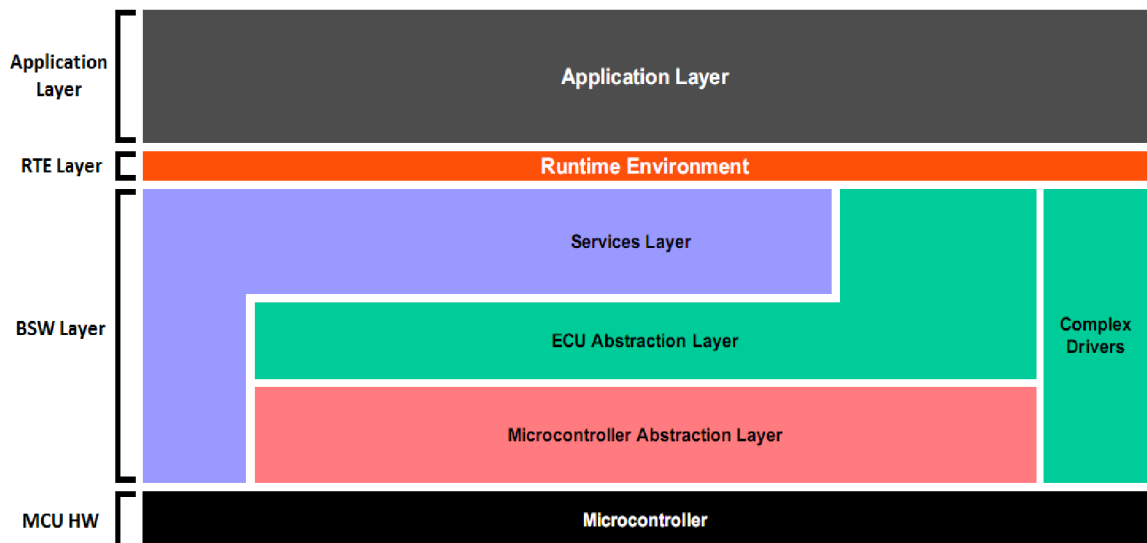 Application
Layer
Application Layer
RTE Layer
Runtime Environment
BSW Layer
Services Layer
ECU Abstraction Layer
Complex
Drivers
Microcontroller Abstraction Layer
MCU HW
Microcontroller